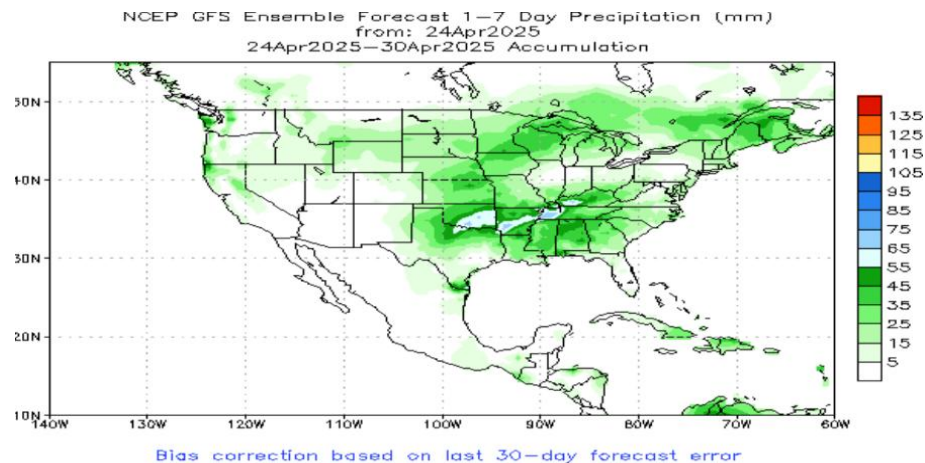 NCEP GFS Ensemble Forecast 1-7 Day Precipitation (mm)
from: 24Apr2025
24Apr2025-30Apr2025 Accumulation
50N
40N
30N
20N
10N
140W 130W 120W 110W 100W 90W 80W 70W 60W
135
125
115
105
95
85
75
65
55
45
35
25
15
5
Bias correction based on last 30-day forecast error